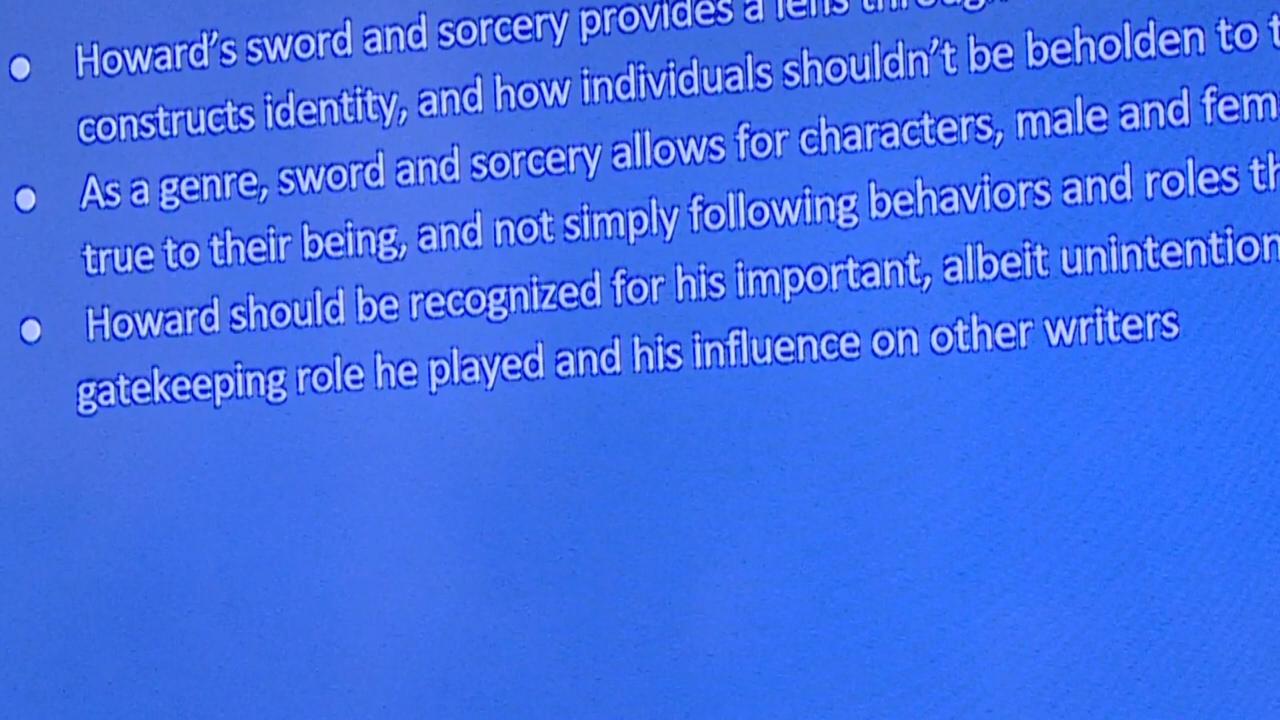 • Howard's sword and sorcery provides a lens
constructs identity, and how individuals shouldn't be beholden to
• As a genre, sword and sorcery allows for characters, male and
true to their being, and not simply following behaviors and roles
• Howard should be recognized for his important, albeit
gatekeeping role he played and his influence on other writers